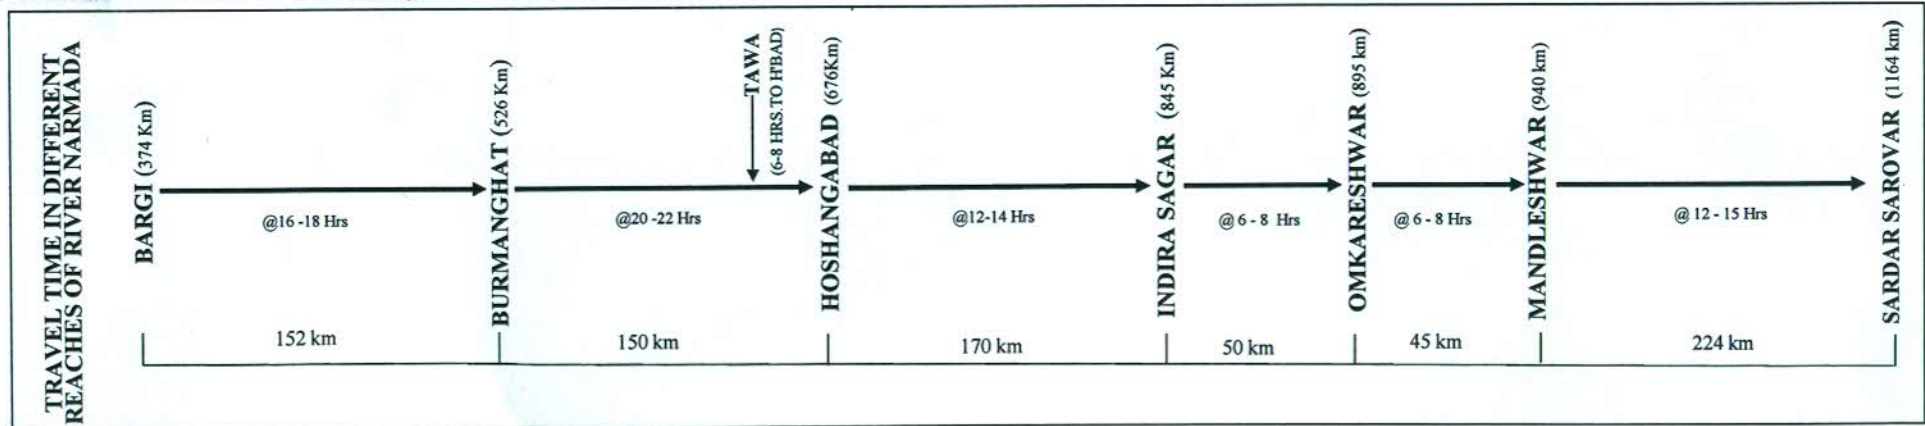 TRAVEL TIME IN DIFFERENT
REACHES OF RIVER NARMADA
BARGI (374 Km)
@16 -18 Hrs
BURMANGHAT (526 Km)
@20 -22 Hrs
TAWA
(6-8 HRS.TO H'BAD)
HOSHANGABAD (676Km)
@12-14 Hrs
INDIRA SAGAR (845 Km)
@ 6 - 8 Hrs
OMKARESHWAR (895 km)
@ 6 - 8 Hrs
MANDLESHWAR (940 km)
@ 12 - 15 Hrs
SARDAR SAROVAR (1164 km)
152 km
150 km
170 km
50 km
45 km
224 km